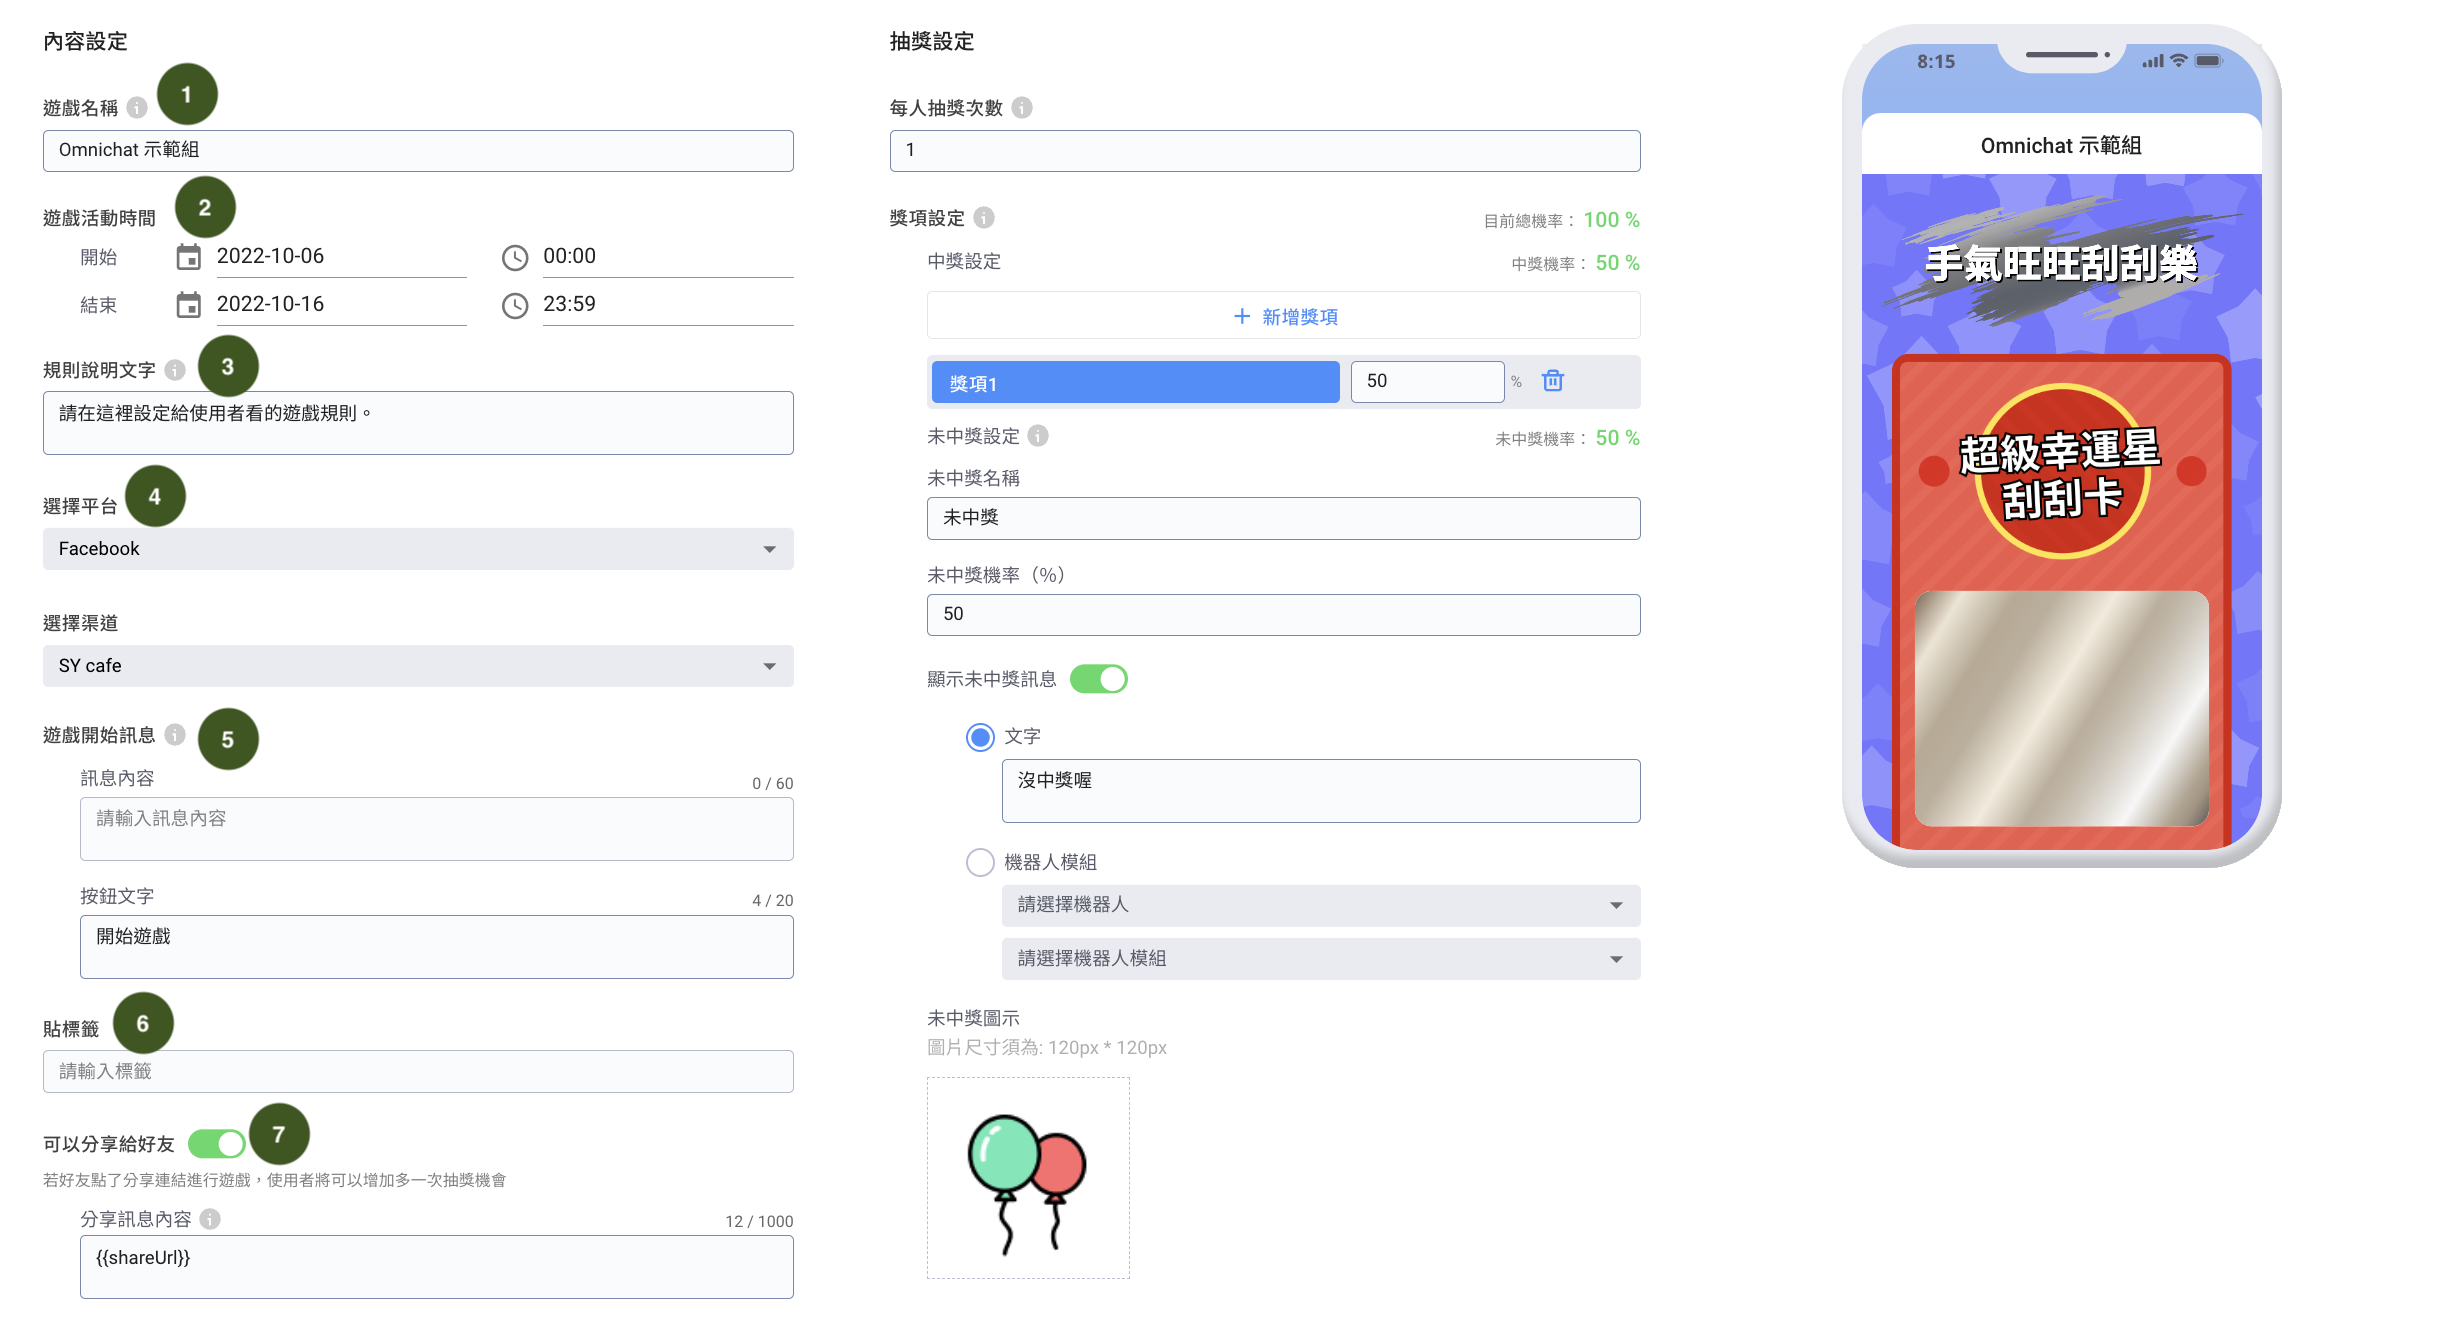 內容設定
遊戲名稱
1
Omnichat 示範組
遊戲活動時間
2
開始
2022-10-06
00:00
結束
2022-10-16
23:59
規則說明文字
3
請在這裡設定給使用者看的遊戲規則。
選擇平台
4
Facebook
選擇渠道
SY cafe
遊戲開始訊息
5
訊息內容
0 / 60
請輸入訊息內容
按鈕文字
4 / 20
開始遊戲
貼標籤
6
請輸入標籤
可以分享給好友
7
若好友點了分享連結進行遊戲，使用者將可以增加多一次抽獎機會
分享訊息內容
12 / 1000
{{shareUrl}}
抽獎設定
每人抽獎次數
1
獎項設定
目前總機率： 100 %
中獎設定
中獎機率： 50 %
+ 新增獎項
獎項1
50
%
未中獎設定
未中獎機率： 50 %
未中獎名稱
未中獎
未中獎機率（%）
50
顯示未中獎訊息
文字
沒中獎喔
機器人模組
請選擇機器人
請選擇機器人模組
未中獎圖示
圖片尺寸須為: 120px * 120px
8:15
Omnichat 示範組
手氣旺旺刮刮樂
超級幸運星
刮刮卡